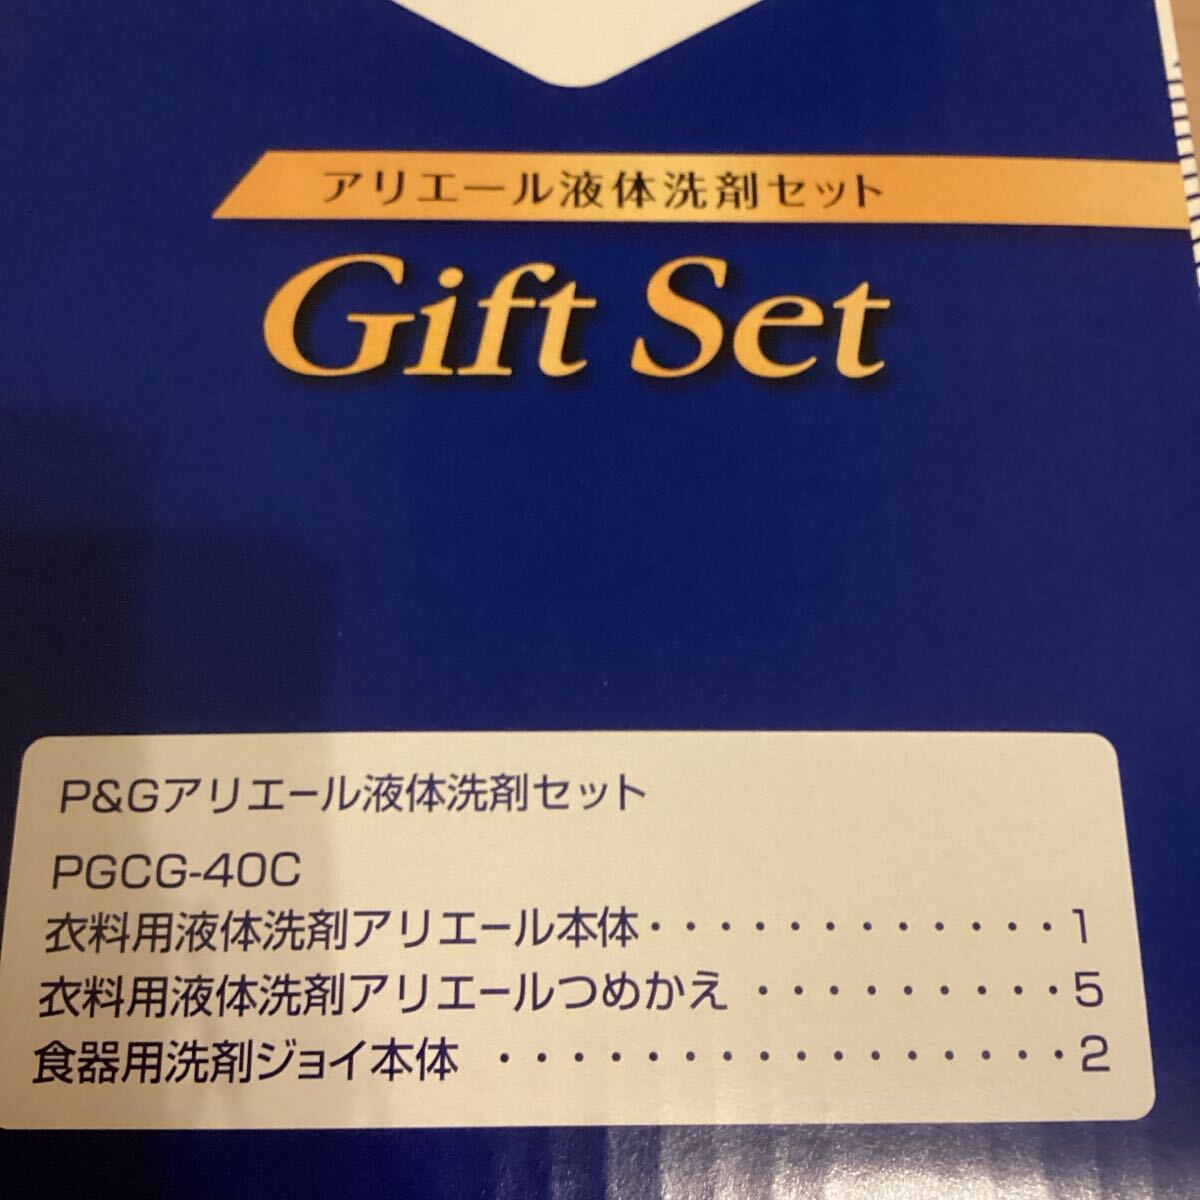 アリエール液体洗剤セット
Gift Set
P&Gアリエール液体洗剤セット
PGCG-40C
衣料用液体洗剤アリエール本体・・・・・・・・・・・・・1
衣料用液体洗剤アリエールつめかえ ・・・・・・・・・・5
食器用洗剤ジョイ本体 ・・・・・・・・・・・・・・・・・2